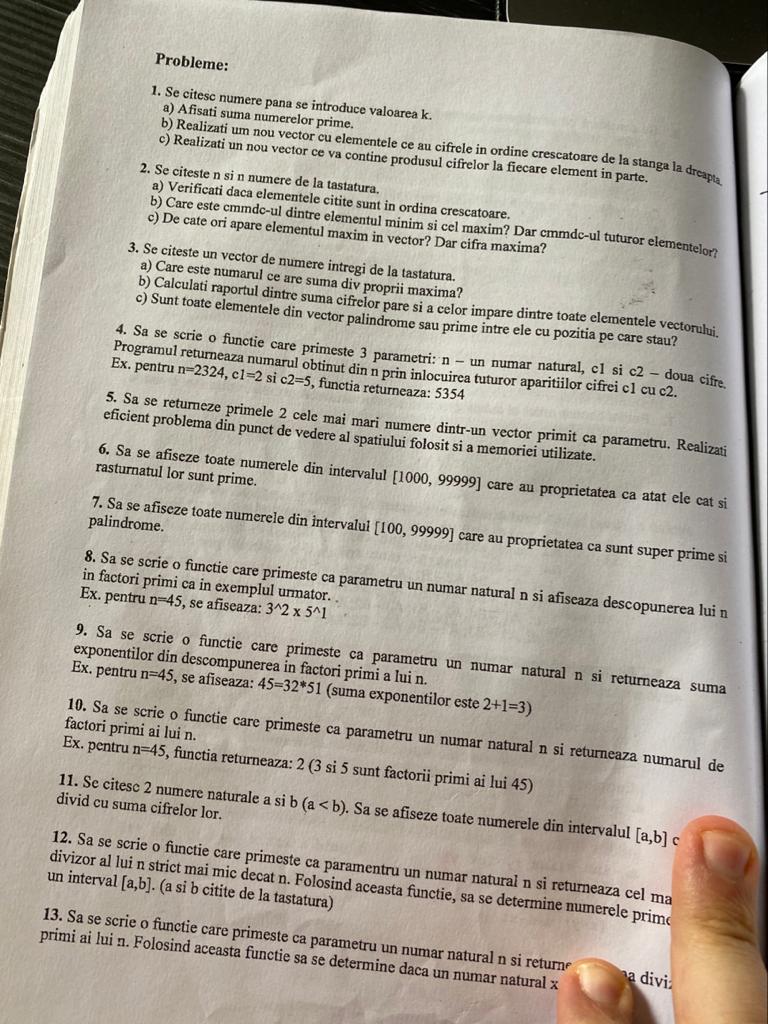 Probleme:
1. Se citesc numere pana se introduce valoarea k.
a) Afisati suma numerelor prime.
b) Realizati um nou vector cu elementele ce au cifrele in ordine crescatoare de la stanga la dreapta.
c) Realizati un nou vector ce va contine produsul cifrelor la fiecare element in parte.
2. Se citeste n si n numere de la tastatura.
a) Verificati daca elementele citite sunt in ordina crescatoare.
b) Care este cmmdc-ul dintre elementul minim si cel maxim? Dar cmmdc-ul tuturor elementelor?
c) De cate ori apare elementul maxim in vector? Dar cifra maxima?
3. Se citeste un vector de numere intregi de la tastatura.
a) Care este numarul ce are suma div proprii maxima?
b) Calculati raportul dintre suma cifrelor pare si a celor impare dintre toate elementele vectorului.
c) Sunt toate elementele din vector palindrome sau prime intre ele cu pozitia pe care stau?
4. Sa se scrie o functie care primeste 3 parametri: n – un numar natural, c1 si c2 – doua cifre.
Programul returneaza numarul obtinut din n prin inlocuirea tuturor aparitiilor cifrei c1 cu c2.
Ex. pentru n=2324, c1=2 si c2=5, functia returneaza: 5354
5. Sa se returneze primele 2 cele mai mari numere dintr-un vector primit ca parametru. Realizati
eficient problema din punct de vedere al spatiului folosit si a memoriei utilizate.
6. Sa se afiseze toate numerele din intervalul [1000, 99999] care au proprietatea ca atat ele cat si
rasturnatul lor sunt prime.
7. Sa se afiseze toate numerele din intervalul [100, 99999] care au proprietatea ca sunt super prime si
palindrome.
8. Sa se scrie o functie care primeste ca parametru un numar natural n si afiseaza descopunerea lui n
in factori primi ca in exemplul urmator.
Ex. pentru n=45, se afiseaza: 3^2 x 5^1
9. Sa se scrie o functie care primeste ca parametru un numar natural n si returneaza suma
exponentilor din descompunerea in factori primi a lui n.
Ex. pentru n=45, se afiseaza: 45=32*51 (suma exponentilor este 2+1=3)
10. Sa se scrie o functie care primeste ca parametru un numar natural n si returneaza numarul de
factori primi ai lui n.
Ex. pentru n=45, functia returneaza: 2 (3 si 5 sunt factorii primi ai lui 45)
11. Se citesc 2 numere naturale a si b (a < b). Sa se afiseze toate numerele din intervalul [a,b] c
divid cu suma cifrelor lor.
12. Sa se scrie o functie care primeste ca paramentru un numar natural n si returneaza cel ma
divizor al lui n strict mai mic decat n. Folosind aceasta functie, sa se determine numerele prime
un interval [a,b]. (a si b citite de la tastatura)
13. Sa se scrie o functie care primeste ca parametru un numar natural n si returne a diviz
primi ai lui n. Folosind aceasta functie sa se determine daca un numar natural x